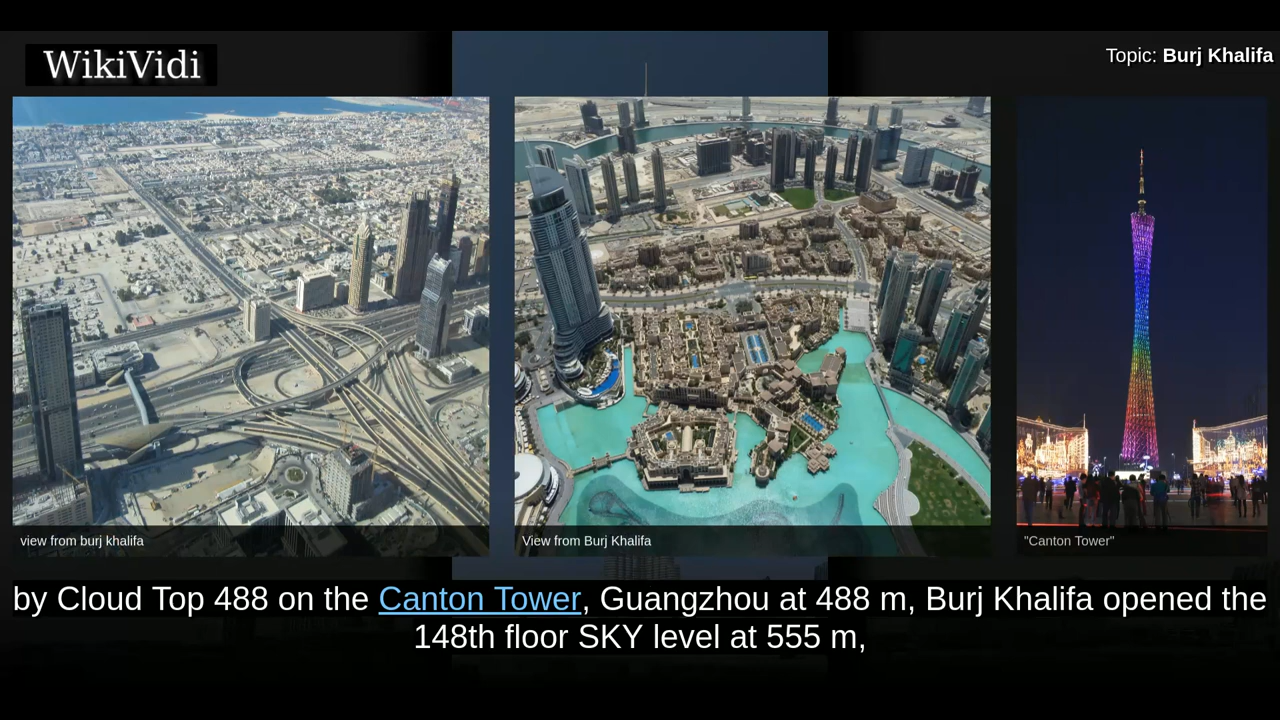 WikiVidi
Topic: Burj Khalifa
view from burj khalifa
View from Burj Khalifa
"Canton Tower"
by Cloud Top 488 on the Canton Tower, Guangzhou at 488 m, Burj Khalifa opened the
148th floor SKY level at 555 m,